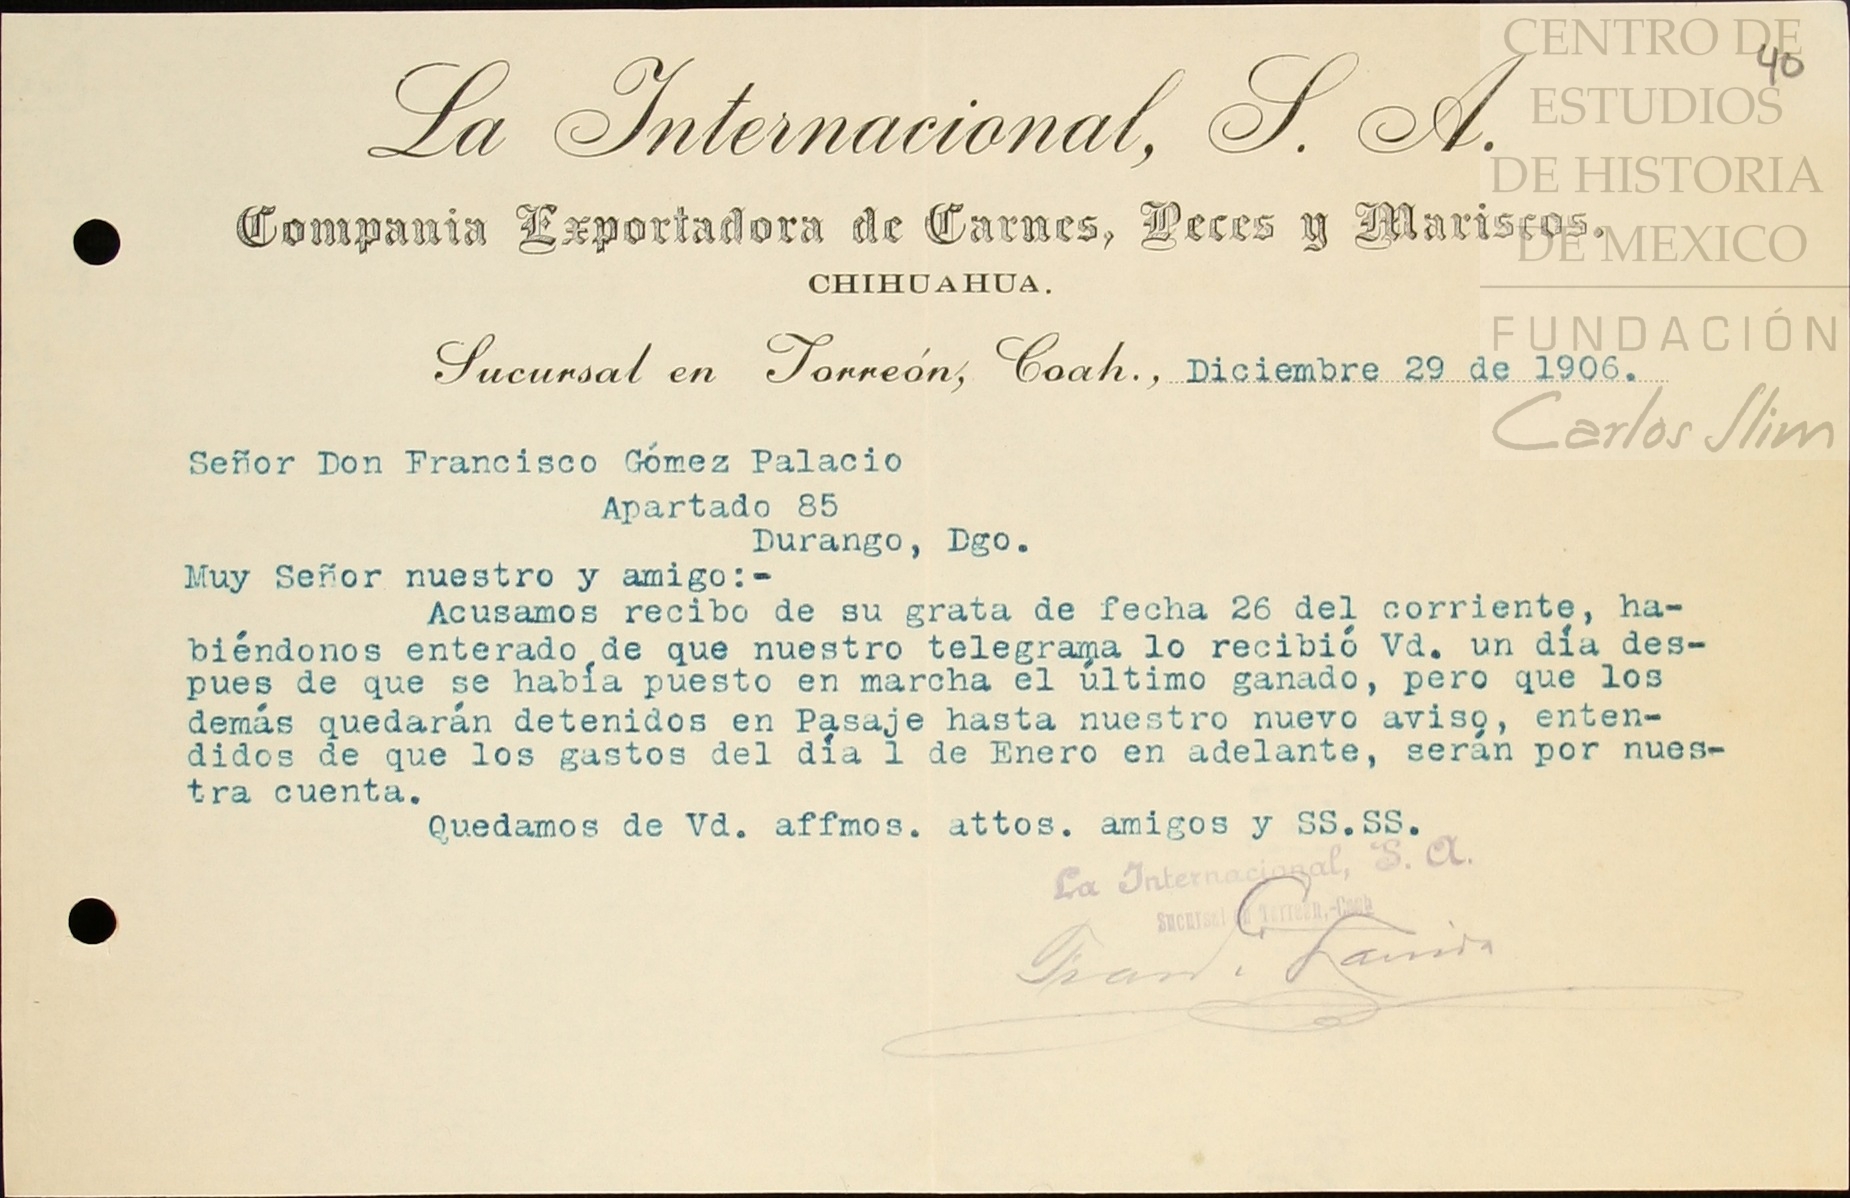 CENTRO DE
ESTUDIOS
DE HISTORIA
DE MEXICO
FUNDACIÓN
Carlos Slim
40
La Internacional, S. A.
Compania Exportadora de Carnes, Peces y Mariscos.
CHIHUAHUA.
Sucursal en Torreón, Coah., Diciembre 29 de 1906.
Señor Don Francisco Gómez Palacio
Apartado 85
Durango, Dgo.
Muy Señor nuestro y amigo:-
Acusamos recibo de su grata de fecha 26 del corriente, ha-
biéndonos enterado de que nuestro telegrama lo recibió Vd. un día des-
pues de que se había puesto en marcha el último ganado, pero que los
demás quedarán detenidos en Pasaje hasta nuestro nuevo aviso, enten-
didos de que los gastos del día 1 de Enero en adelante, serán por nues-
tra cuenta.
Quedamos de Vd. affmos. attos. amigos y SS.SS.
La Internacional, S. A.
Sucursal en Torreón,-Coah